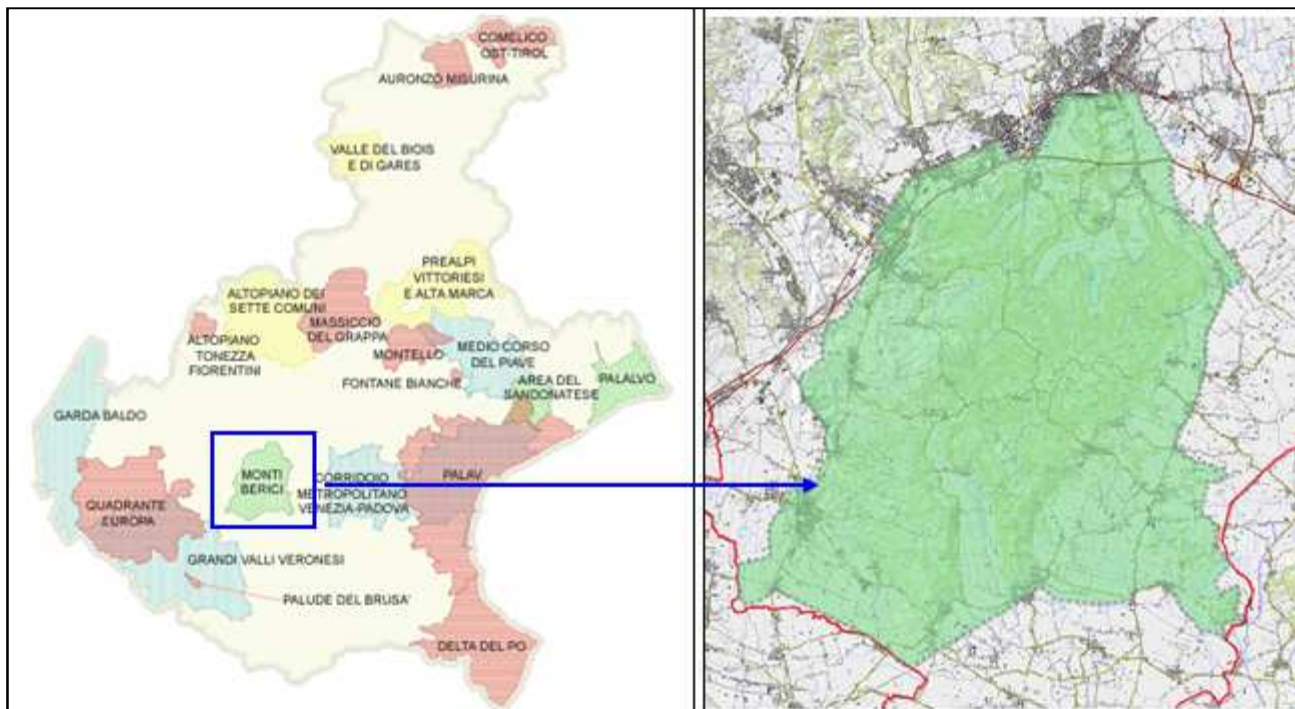 COMELICO
OST-TIROL
AURONZO MISURINA
VALLE DEL BIOIS
E DI GARES
PREALPI
VITTORIESI
E ALTA MARCA
ALTOPIANO DEI
SETTE COMUNI
MASSICCIO
DEL GRAPPA
ALTOPIANO
TONEZZA
FIORENTINI
MONTELLO
MEDIO CORSO
DEL PIAVE
FONTANE BIANCHE
AREA DEL
SANDONATESE
PALALVO
GARDA BALDO
MONTI
BERICI
CORRIDOIO
METROPOLITANO
VENEZIA-PADOVA
PALAV
QUADRANTE
EUROPA
GRANDI VALLI VERONESI
PALUDE DEL BRUSA'
DELTA DEL PO